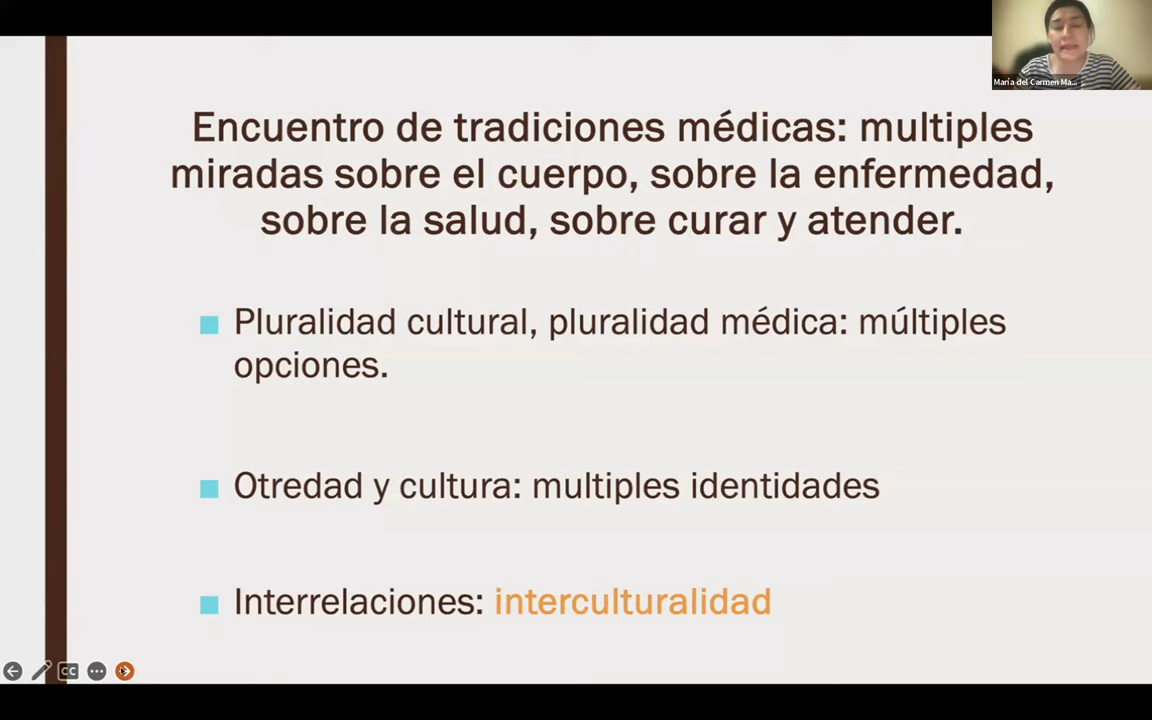 María del Carmen Ma...
Encuentro de tradiciones médicas: multiples
miradas sobre el cuerpo, sobre la enfermedad,
sobre la salud, sobre curar y atender.
Pluralidad cultural, pluralidad médica: múltiples
opciones.
Otredad y cultura: multiples identidades
Interrelaciones: interculturalidad
CC